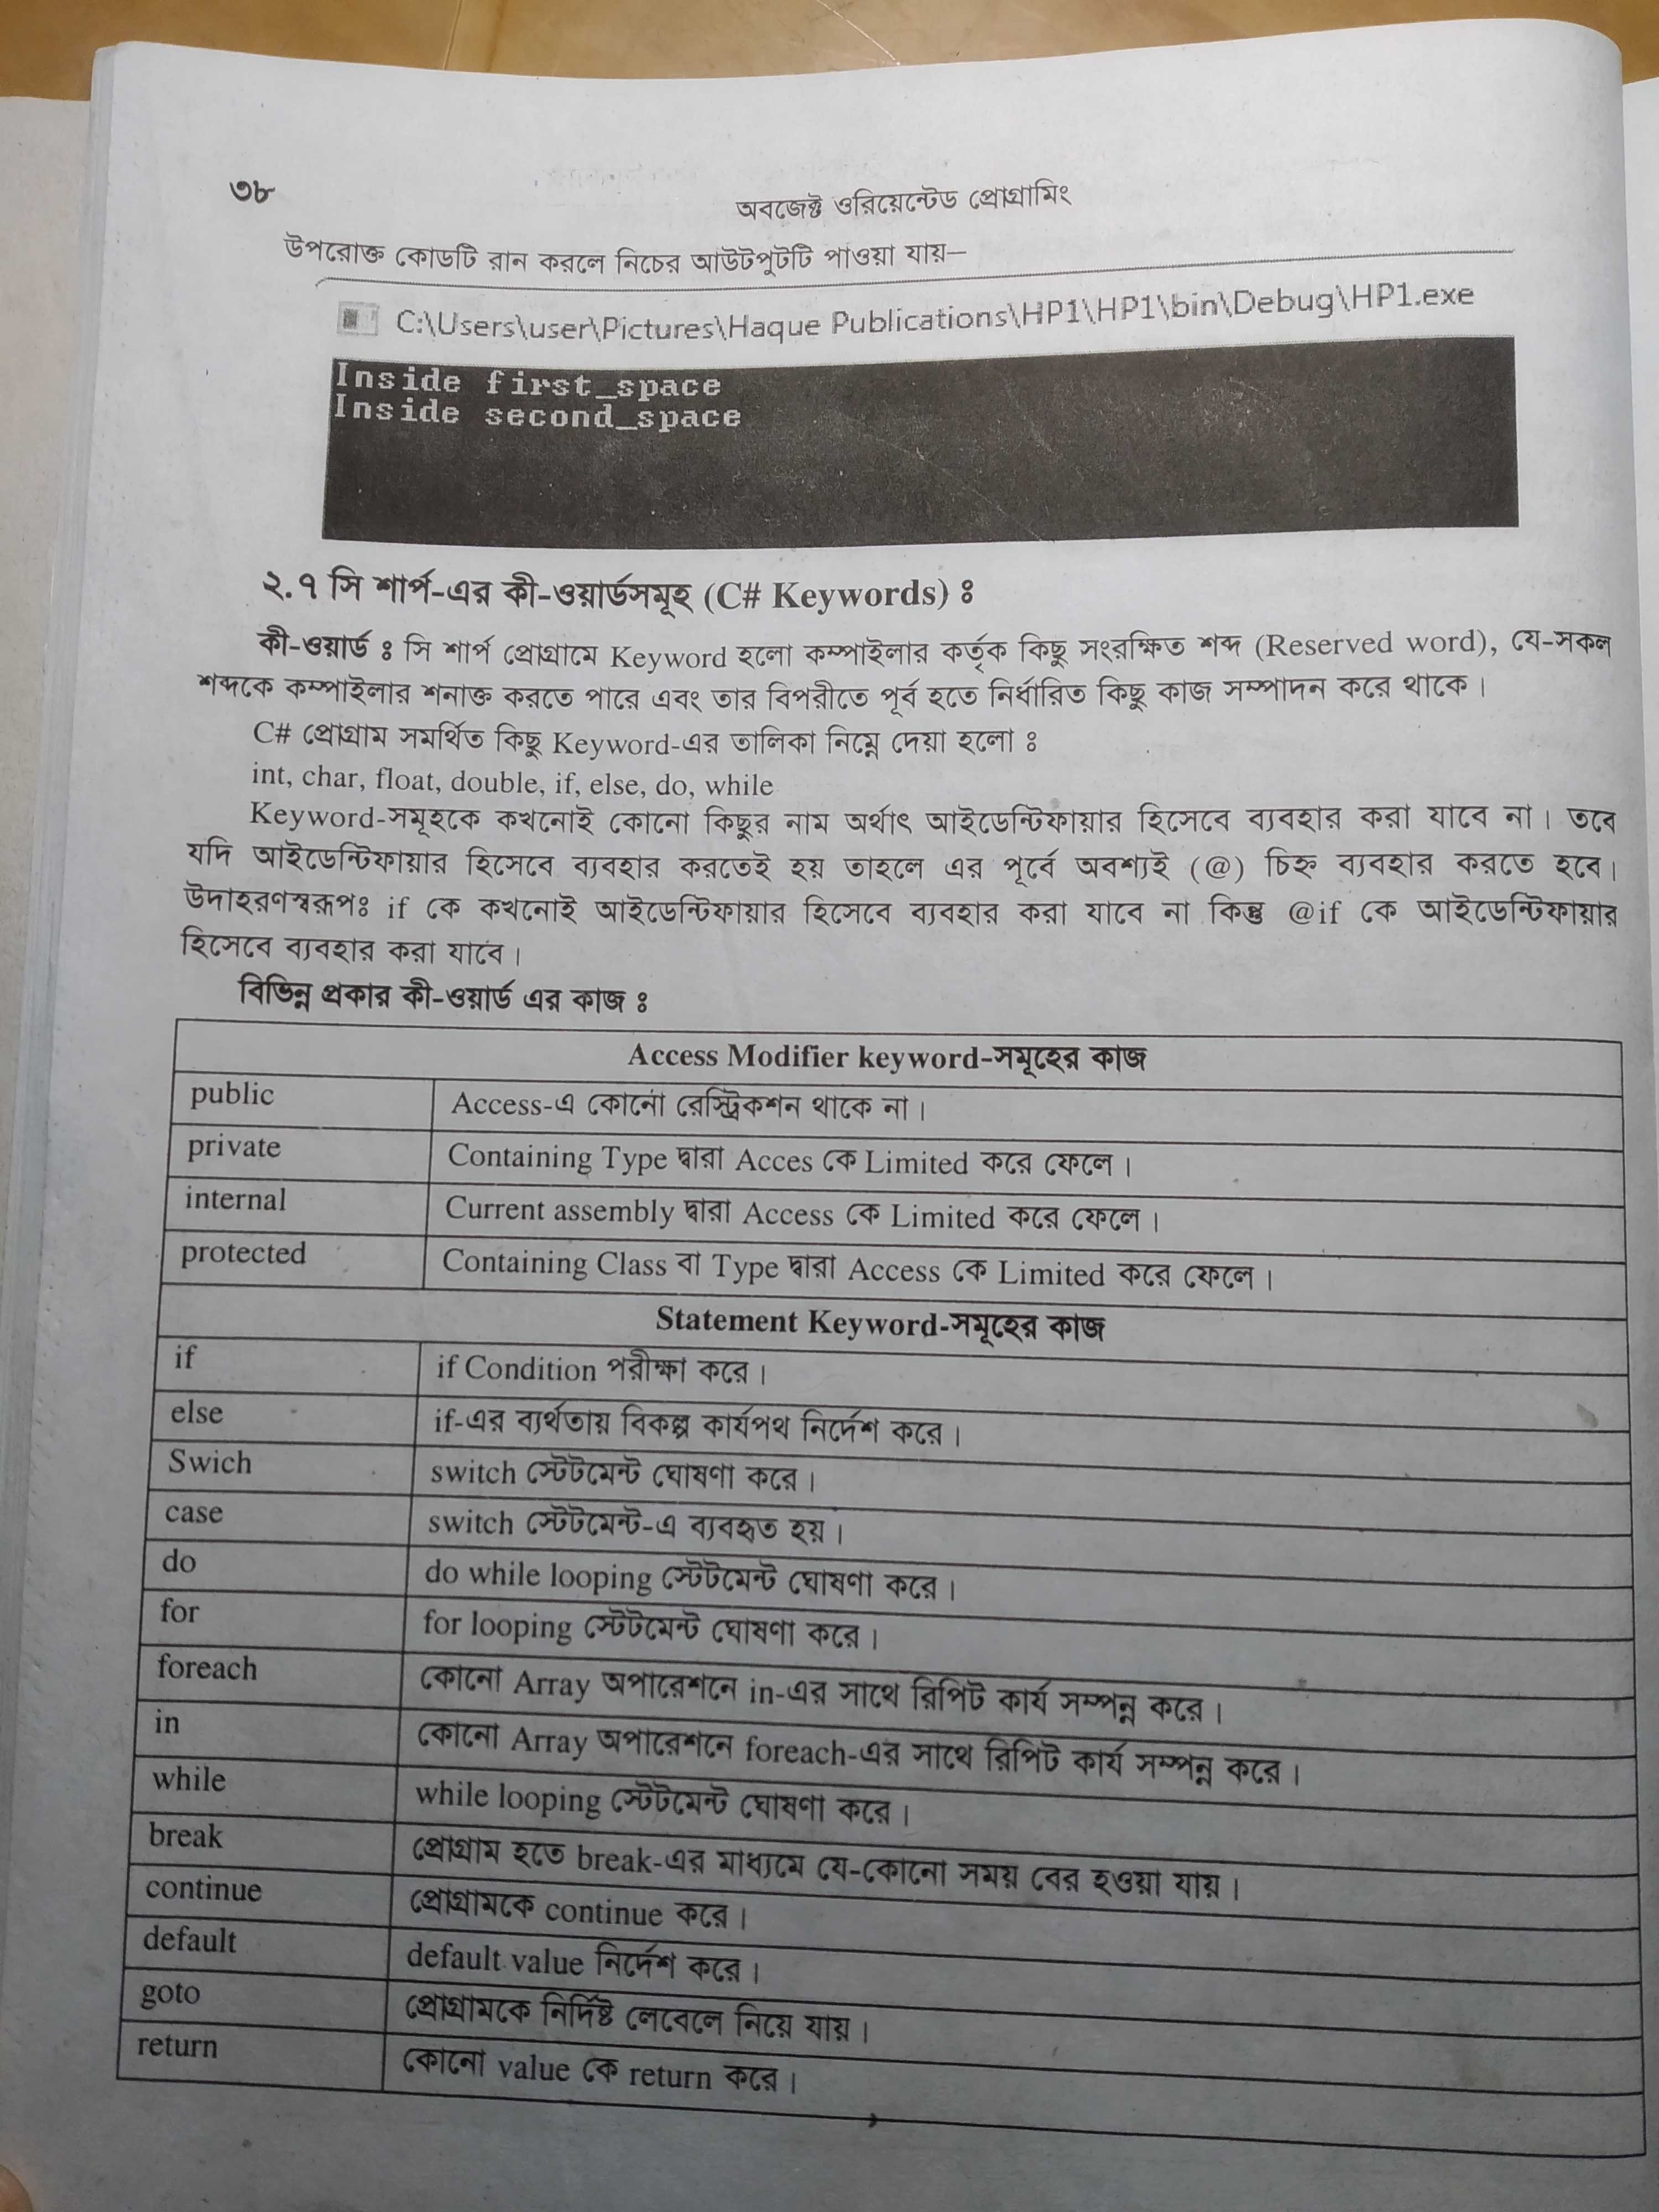 ৩৮
অবজেক্ট ওরিয়েন্টেড প্রোগ্রামিং
উপরোক্ত কোডটি রান করলে নিচের আউটপুটটি পাওয়া যায়–
C:\Users\user\Pictures\Haque Publications\HP1\HP1\bin\Debug\HP1.exe
Inside first_space
Inside second_space
২.৭ সি শার্প-এর কী-ওয়ার্ডসমূহ (C# Keywords) ঃ
কী-ওয়ার্ড ঃ সি শার্প প্রোগ্রামে Keyword হলো কম্পাইলার কর্তৃক কিছু সংরক্ষিত শব্দ (Reserved word), যে-সকল
শব্দকে কম্পাইলার শনাক্ত করতে পারে এবং তার বিপরীতে পূর্ব হতে নির্ধারিত কিছু কাজ সম্পাদন করে থাকে।
C# প্রোগ্রাম সমর্থিত কিছু Keyword-এর তালিকা নিম্নে দেয়া হলো ঃ
int, char, float, double, if, else, do, while
Keyword-সমূহকে কখনোই কোনো কিছুর নাম অর্থাৎ আইডেন্টিফায়ার হিসেবে ব্যবহার করা যাবে না। তবে
যদি আইডেন্টিফায়ার হিসেবে ব্যবহার করতেই হয় তাহলে এর পূর্বে অবশ্যই (@) চিহ্ন ব্যবহার করতে হবে।
উদাহরণস্বরূপঃ if কে কখনোই আইডেন্টিফায়ার হিসেবে ব্যবহার করা যাবে না কিন্তু @if কে আইডেন্টিফায়ার
হিসেবে ব্যবহার করা যাবে।
বিভিন্ন প্রকার কী-ওয়ার্ড এর কাজ ঃ
Access Modifier keyword-সমূহের কাজ
public Access-এ কোনো রেস্ট্রিকশন থাকে না।
private Containing Type দ্বারা Acces কে Limited করে ফেলে।
internal Current assembly দ্বারা Access কে Limited করে ফেলে।
protected Containing Class বা Type দ্বারা Access কে Limited করে ফেলে।
Statement Keyword-সমূহের কাজ
if if Condition পরীক্ষা করে।
else if-এর ব্যর্থতায় বিকল্প কার্যপথ নির্দেশ করে।
Swich switch স্টেটমেন্ট ঘোষণা করে।
case switch স্টেটমেন্ট-এ ব্যবহৃত হয়।
do do while looping স্টেটমেন্ট ঘোষণা করে।
for for looping স্টেটমেন্ট ঘোষণা করে।
foreach কোনো Array অপারেশনে in-এর সাথে রিপিট কার্য সম্পন্ন করে।
in কোনো Array অপারেশনে foreach-এর সাথে রিপিট কার্য সম্পন্ন করে।
while while looping স্টেটমেন্ট ঘোষণা করে।
break প্রোগ্রাম হতে break-এর মাধ্যমে যে-কোনো সময় বের হওয়া যায়।
continue প্রোগ্রামকে continue করে।
default default value নির্দেশ করে।
goto প্রোগ্রামকে নির্দিষ্ট লেবেলে নিয়ে যায়।
return কোনো value কে return করে।